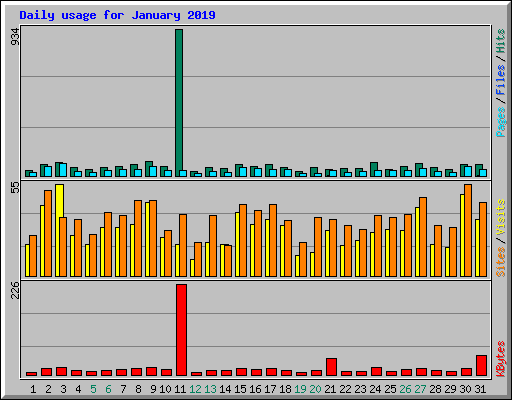 Daily usage for January 2019
934
Pages / Files / Hits
55
Sites / Visits
226
KBytes
1 2 3 4 5 6 7 8 9 10 11 12 13 14 15 16 17 18 19 20 21 22 23 24 25 26 27 28 29 30 31